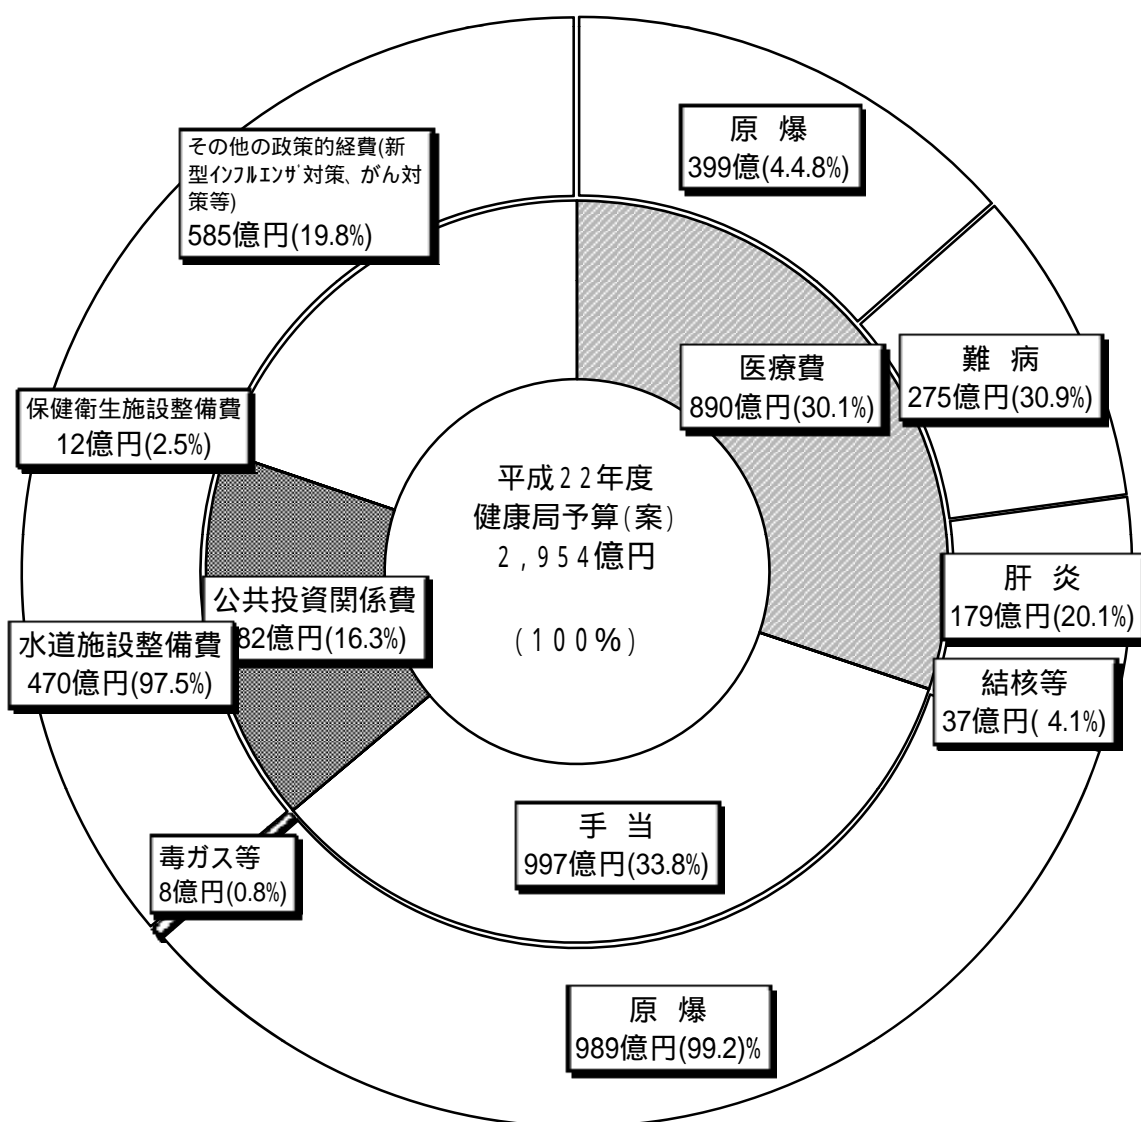 その他の政策的経費(新
型インフルエンザ対策、がん対
策等)
585億円(19.8%)
原 爆
399億(4.4.8%)
医療費
890億円(30.1%)
難 病
275億円(30.9%)
保健衛生施設整備費
12億円(2.5%)
平成22年度
健康局予算(案)
2,954億円
(100%)
公共投資関係費
82億円(16.3%)
肝 炎
179億円(20.1%)
水道施設整備費
470億円(97.5%)
結核等
37億円( 4.1%)
手 当
997億円(33.8%)
毒ガス等
8億円(0.8%)
原 爆
989億円(99.2)%